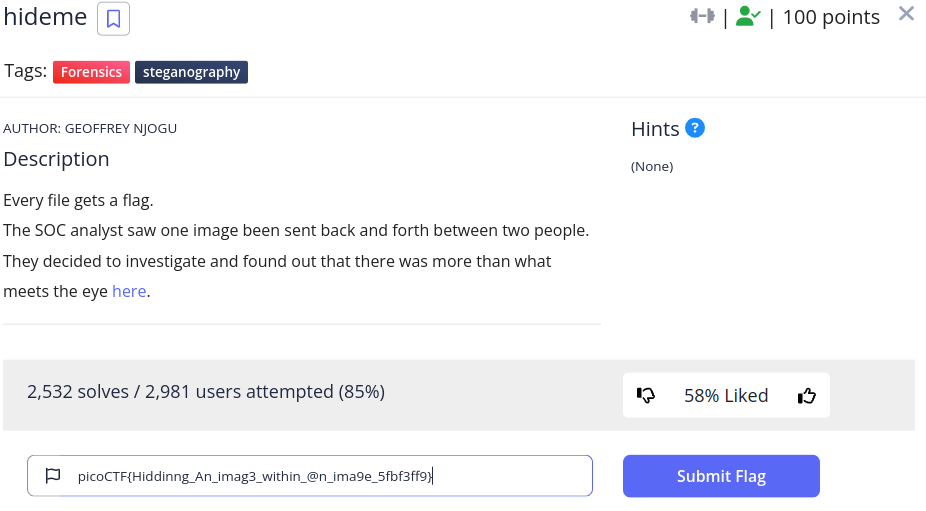 hideme
| | 100 points
Tags: Forensics steganography
AUTHOR: GEOFFREY NJOGU
Description
Every file gets a flag.
The SOC analyst saw one image been sent back and forth between two people.
They decided to investigate and found out that there was more than what
meets the eye here.
Hints ?
(None)
2,532 solves / 2,981 users attempted (85%)
58% Liked
picoCTF{Hiddinng_An_imag3_within_@n_ima9e_5fbf3ff9}
Submit Flag